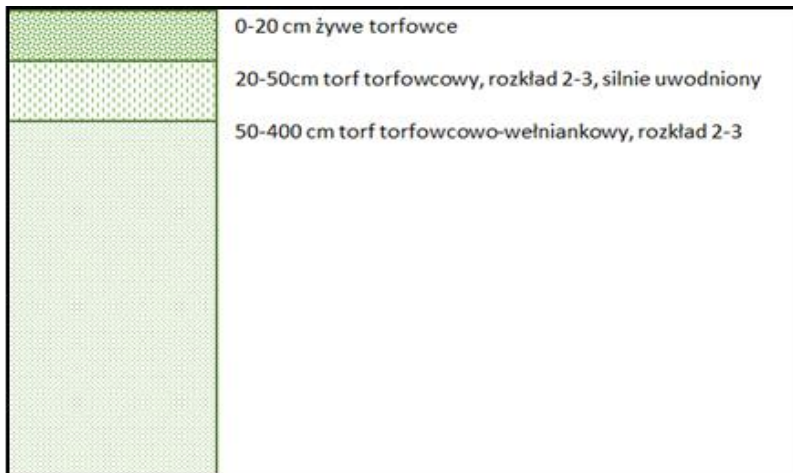 0-20 cm żywe torfowce
20-50cm torf torfowcowy, rozkład 2-3, silnie uwodniony
50-400 cm torf torfowcowo-wełniankowy, rozkład 2-3